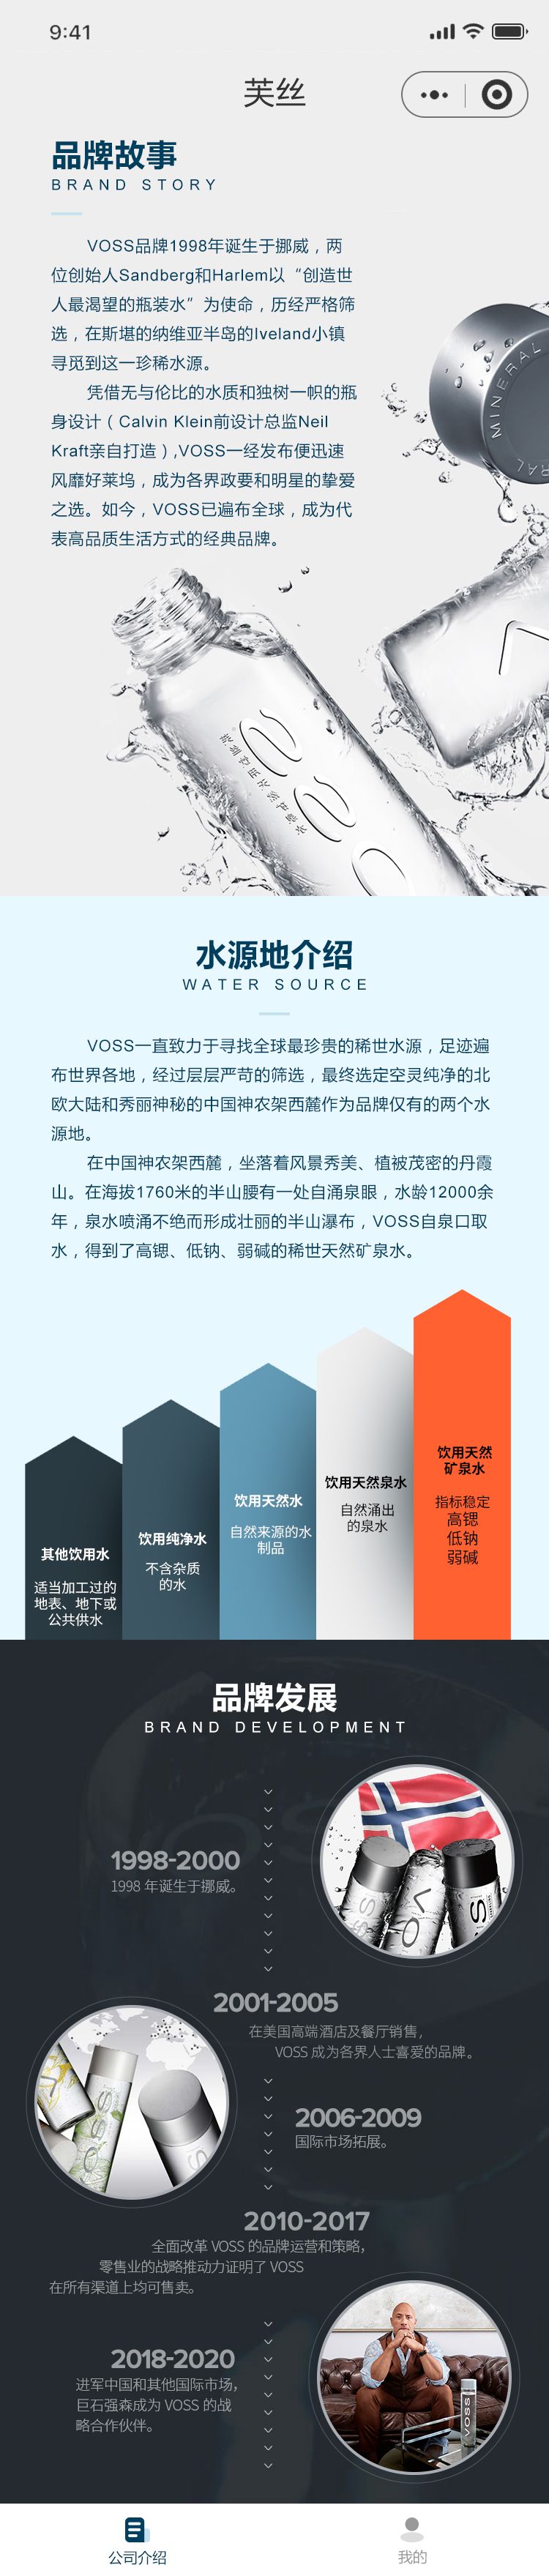 9:41
芙丝
品牌故事
BRAND STORY
VOSS品牌1998年诞生于挪威，两
位创始人Sandberg和Harlem以“创造世
人最渴望的瓶装水”为使命，历经严格筛
选，在斯堪的纳维亚半岛的Iveland小镇
寻觅到这一珍稀水源。
凭借无与伦比的水质和独树一帜的瓶
身设计（Calvin Klein前设计总监Neil
Kraft亲自打造）,VOSS一经发布便迅速
风靡好莱坞，成为各界政要和明星的挚爱
之选。如今，VOSS已遍布全球，成为代
表高品质生活方式的经典品牌。
MINERAL
水源地介绍
WATER SOURCE
VOSS一直致力于寻找全球最珍贵的稀世水源，足迹遍
布世界各地，经过层层严苛的筛选，最终选定空灵纯净的北
欧大陆和秀丽神秘的中国神农架西麓作为品牌仅有的两个水
源地。
在中国神农架西麓，坐落着风景秀美、植被茂密的丹霞
山。在海拔1760米的半山腰有一处自涌泉眼，水龄12000余
年，泉水喷涌不绝而形成壮丽的半山瀑布，VOSS自泉口取
水，得到了高锶、低钠、弱碱的稀世天然矿泉水。
其他饮用水
适当加工过的
地表、地下或
公共供水
饮用纯净水
不含杂质
的水
饮用天然水
自然来源的水
制品
饮用天然泉水
自然涌出
的泉水
饮用天然
矿泉水
指标稳定
高锶
低钠
弱碱
品牌发展
BRAND DEVELOPMENT
1998-2000
1998 年诞生于挪威。
2001-2005
在美国高端酒店及餐厅销售，
VOSS 成为各界人士喜爱的品牌。
2006-2009
国际市场拓展。
2010-2017
全面改革 VOSS 的品牌运营和策略，
零售业的战略推动力证明了 VOSS
在所有渠道上均可售卖。
2018-2020
进军中国和其他国际市场，
巨石强森成为 VOSS 的战
略合作伙伴。
VOSS
公司介绍
我的